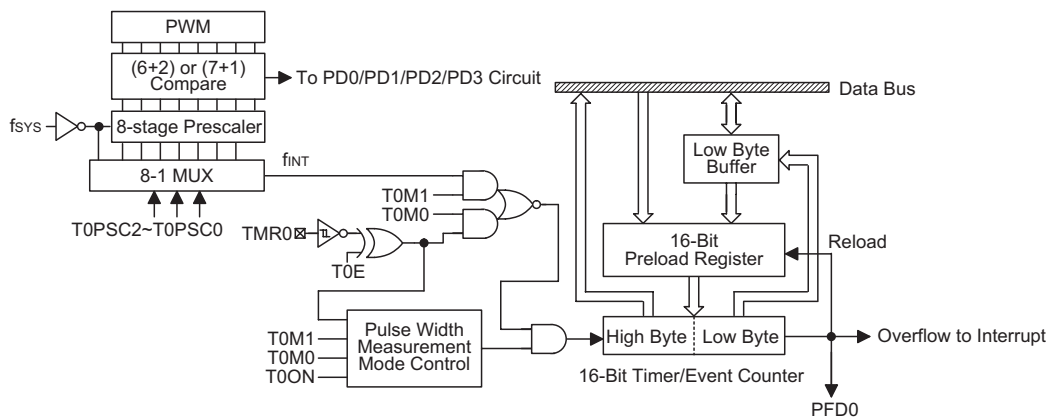 PWM
(6+2) or (7+1)
Compare
To PD0/PD1/PD2/PD3 Circuit
Data Bus
fSYS
8-stage Prescaler
Low Byte
Buffer
8-1 MUX
fINT
T0M1
T0M0
T0PSC2~T0PSC0
TMR0
T0E
16-Bit
Preload Register
Reload
Pulse Width
Measurement
Mode Control
T0M1
T0M0
T0ON
High Byte
Low Byte
Overflow to Interrupt
16-Bit Timer/Event Counter
PFD0